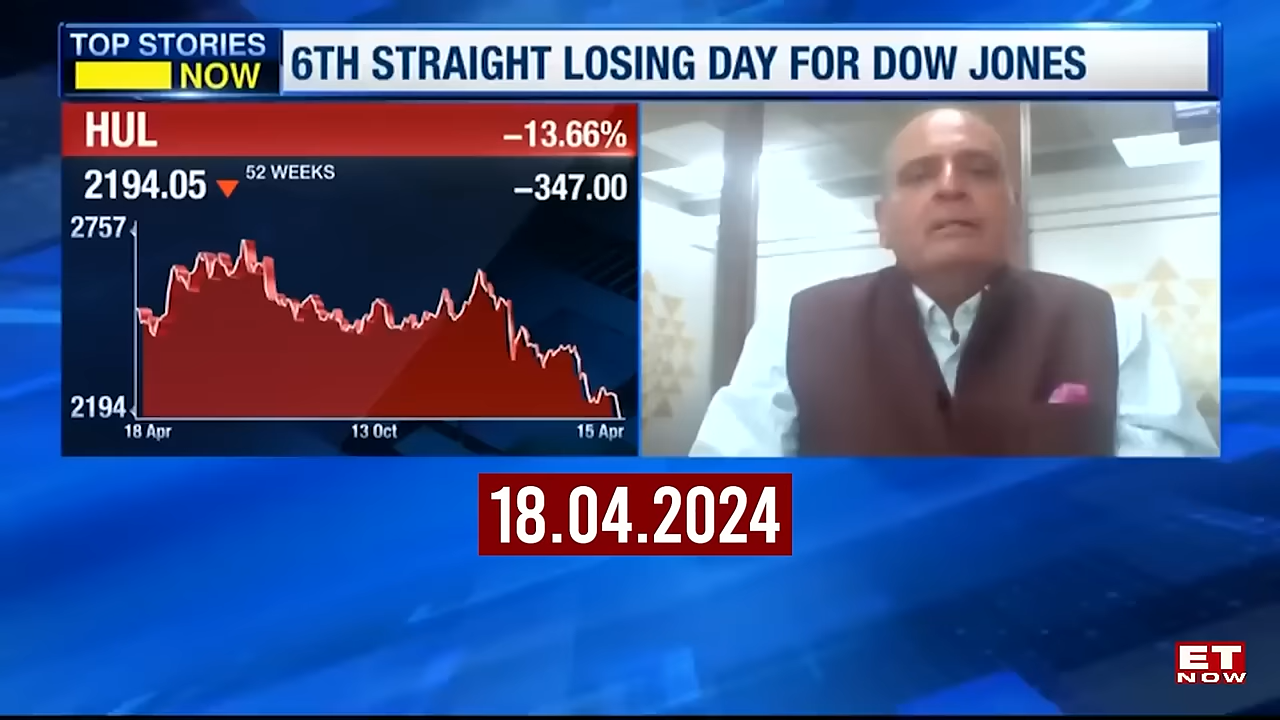 TOP STORIES
NOW
6TH STRAIGHT LOSING DAY FOR DOW JONES
HUL
–13.66%
2194.05
52 WEEKS
–347.00
2757
2194
18 Apr
13 Oct
15 Apr
18.04.2024
ET
NOW